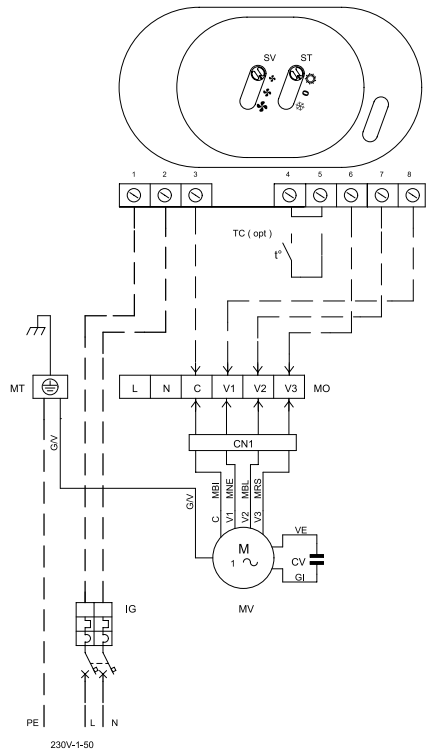 SV ST
0
1 2 3 4 5 6 7 8
TC ( opt )
t°
MT
L N C V1 V2 V3 MO
CN1
G/V
G/V
MBI
MNE
MBL
MRS
C
V1
V2
V3
M
1
VE
CV
GI
MV
IG
PE L N
230V-1-50